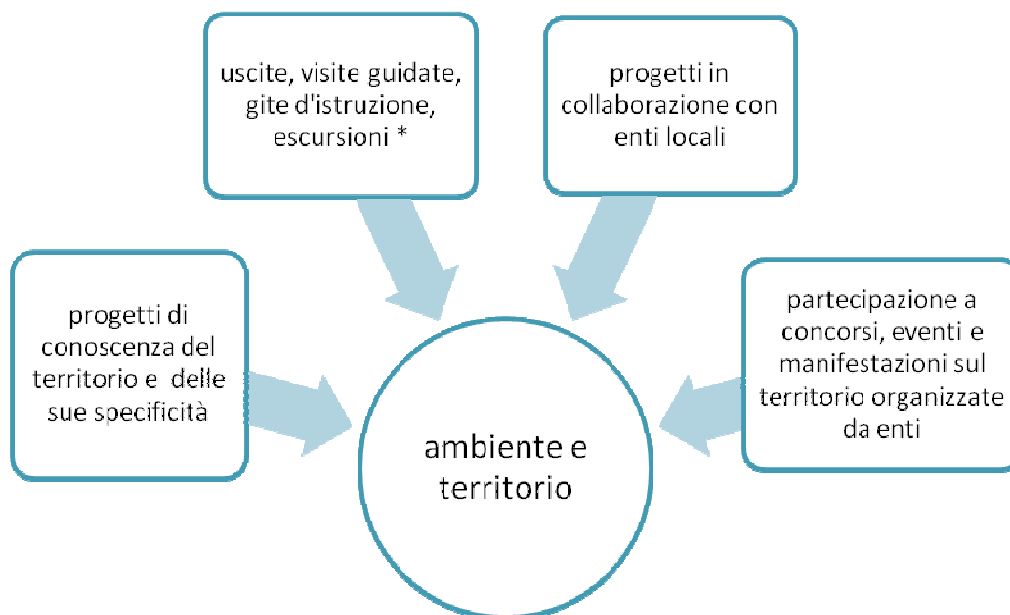 uscite, visite guidate,
gite d'istruzione,
escursioni *
progetti in
collaborazione con
enti locali
progetti di
conoscenza del
territorio e delle
sue specificità
partecipazione a
concorsi, eventi e
manifestazioni sul
territorio organizzate
da enti
ambiente e
territorio